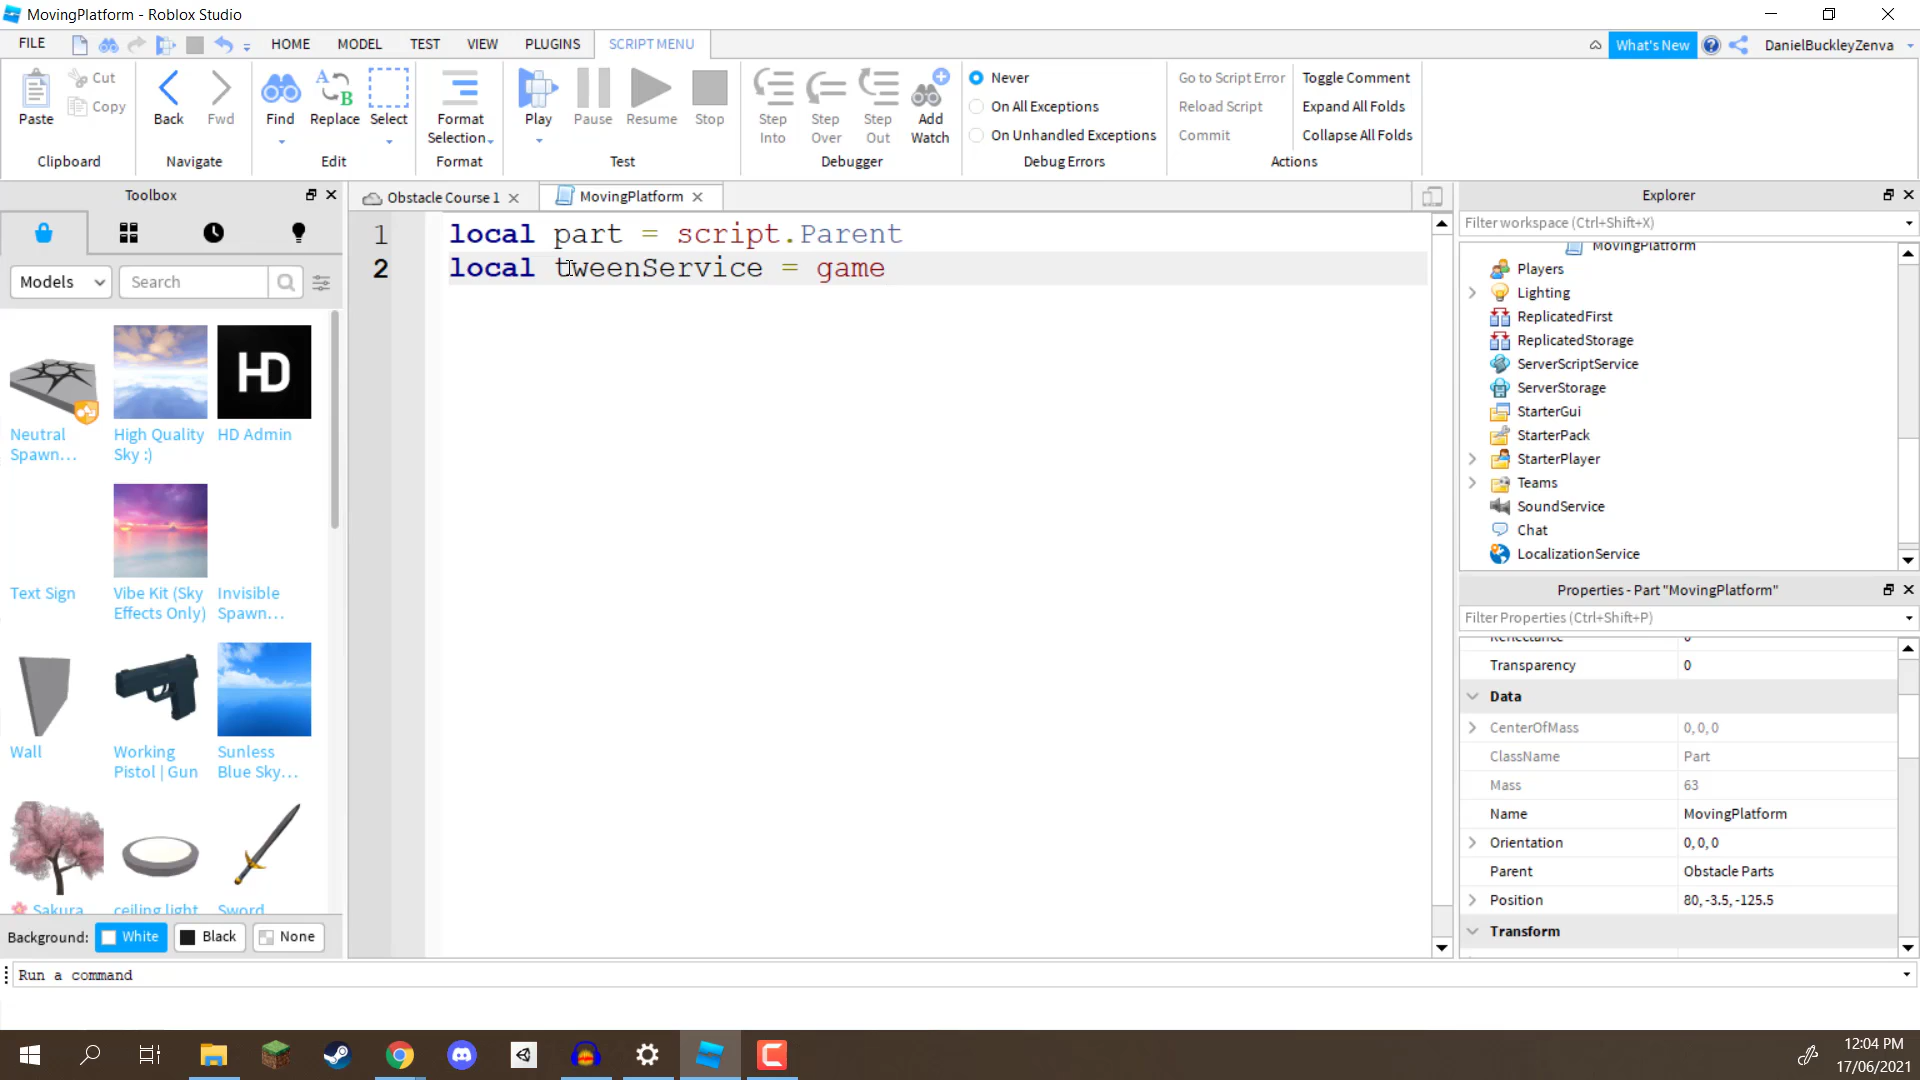 MovingPlatform - Roblox Studio
FILE HOME MODEL TEST VIEW PLUGINS SCRIPT MENU What's New DanielBuckleyZenva
Paste Cut Copy Back Fwd Find Replace Select Format Selection Play Pause Resume Stop Step Into Step Over Step Out Add Watch
Never
On All Exceptions
On Unhandled Exceptions
Go to Script Error
Reload Script
Commit
Toggle Comment
Expand All Folds
Collapse All Folds
Clipboard Navigate Edit Format Test Debugger Debug Errors Actions
Toolbox
Models Search
HD
Neutral Spawn...
High Quality Sky :)
HD Admin
Text Sign
Vibe Kit (Sky Effects Only)
Invisible Spawn...
Wall
Working Pistol | Gun
Sunless Blue Sky...
Sakura
ceiling light
Sword
Background: White Black None
Obstacle Course 1 MovingPlatform
1 local part = script.Parent
2 local tweenService = game
Explorer
Filter workspace (Ctrl+Shift+X)
MovingPlatform
Players
Lighting
ReplicatedFirst
ReplicatedStorage
ServerScriptService
ServerStorage
StarterGui
StarterPack
StarterPlayer
Teams
SoundService
Chat
LocalizationService
Properties - Part "MovingPlatform"
Filter Properties (Ctrl+Shift+P)
Reflectance 0
Transparency 0
Data
CenterOfMass 0, 0, 0
ClassName Part
Mass 63
Name MovingPlatform
Orientation 0, 0, 0
Parent Obstacle Parts
Position 80, -3.5, -125.5
Transform
Run a command
12:04 PM
17/06/2021